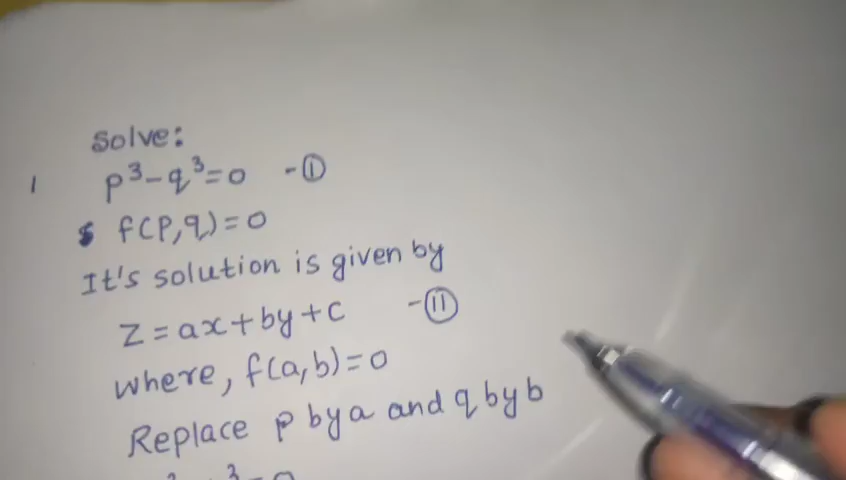 Solve:
1 p³-q³=0 -①
f(P,q)=0
It's solution is given by
z=ax+by+c -⑪
where, f(a,b)=0
Replace p by a and q by b